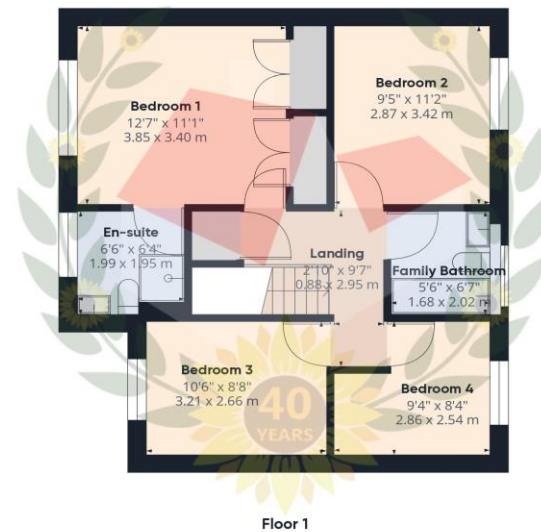 Bedroom 1
12'7" x 11'1"
3.85 x 3.40 m
Bedroom 2
9'5" x 11'2"
2.87 x 3.42 m
En-suite
6'6" x 6'4"
1.99 x 1.95 m
Landing
2'10" x 9'7"
0.88 x 2.95 m
Family Bathroom
5'6" x 6'7"
1.68 x 2.02 m
Bedroom 3
10'6" x 8'8"
3.21 x 2.66 m
40
YEARS
Bedroom 4
9'4" x 8'4"
2.86 x 2.54 m
Floor 1